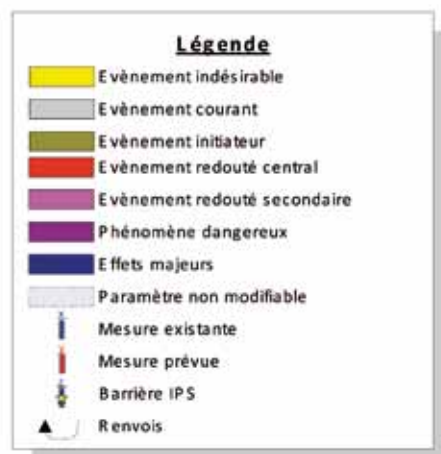 Légende
Evènement indésirable
Evènement courant
Evènement initiateur
Evènement redouté central
Evènement redouté secondaire
Phénomène dangereux
Effets majeurs
Paramètre non modifiable
Mesure existante
Mesure prévue
Barrière IPS
Renvois